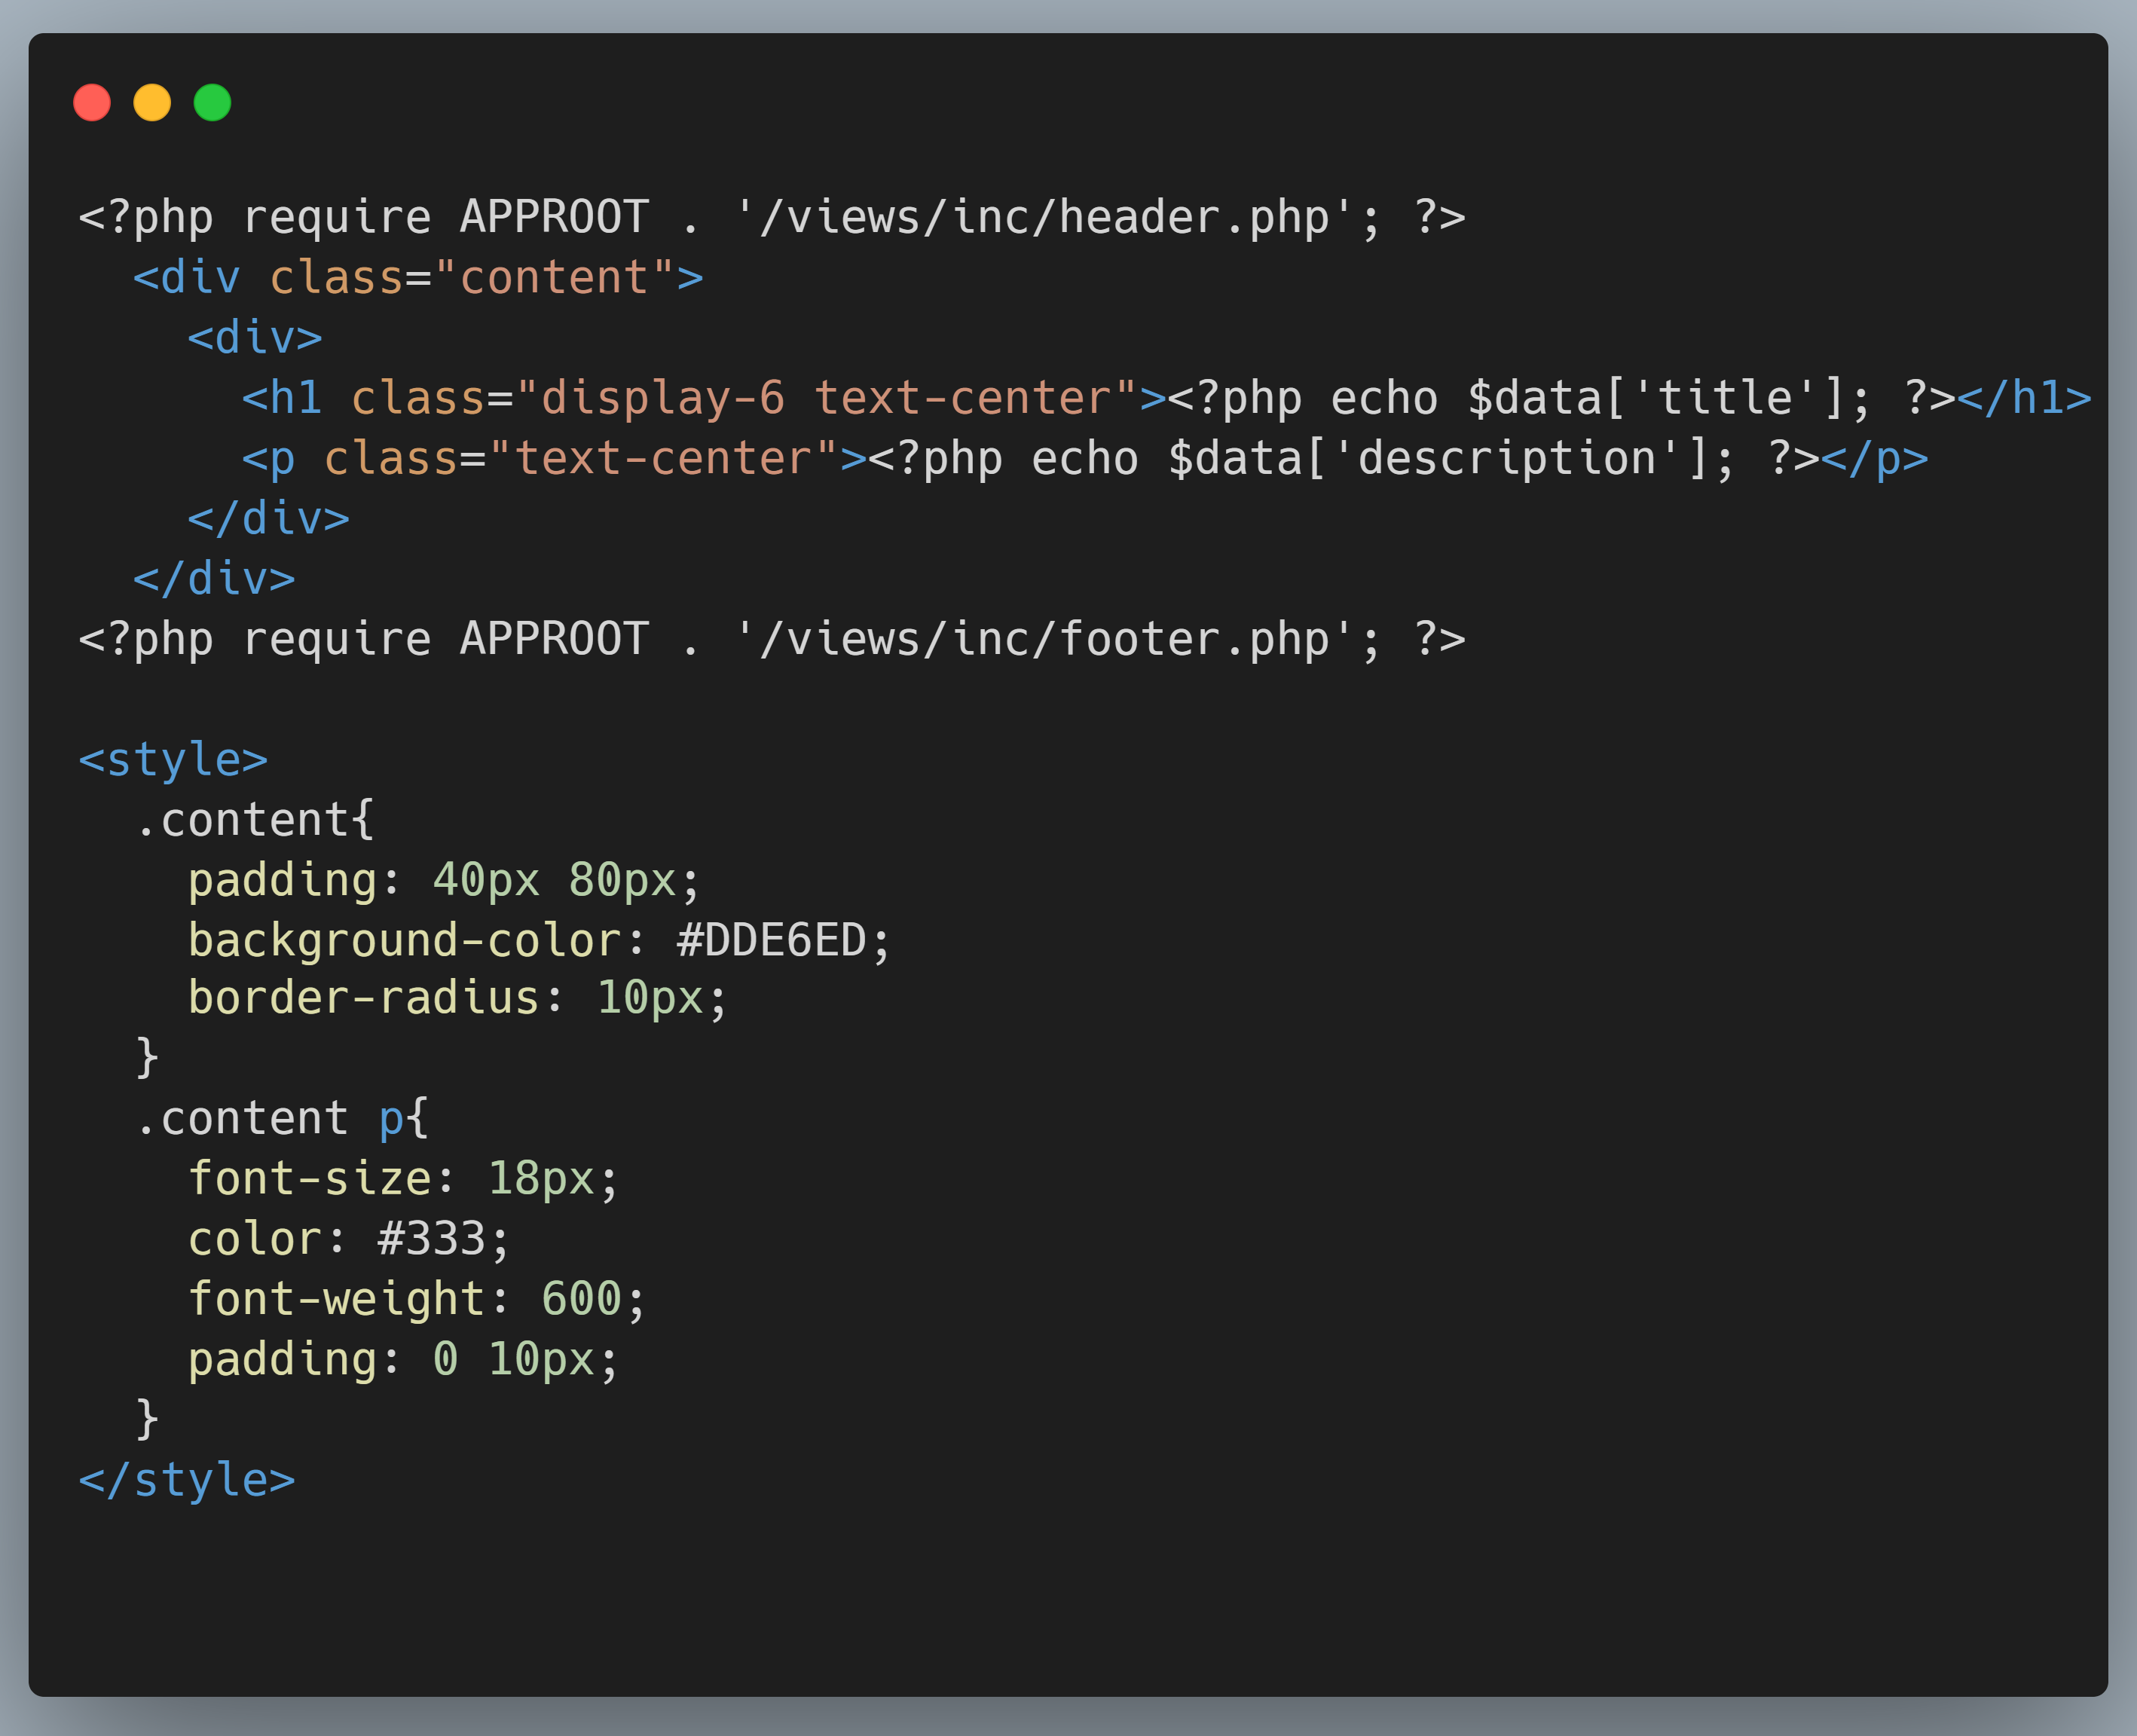 <?php require APPROOT . '/views/inc/header.php'; ?>
  <div class="content">
    <div>
      <h1 class="display-6 text-center"><?php echo $data['title']; ?></h1>
      <p class="text-center"><?php echo $data['description']; ?></p>
    </div>
  </div>
<?php require APPROOT . '/views/inc/footer.php'; ?>

<style>
  .content{
    padding: 40px 80px;
    background-color: #DDE6ED;
    border-radius: 10px;
  }
  .content p{
    font-size: 18px;
    color: #333;
    font-weight: 600;
    padding: 0 10px;
  }
</style>